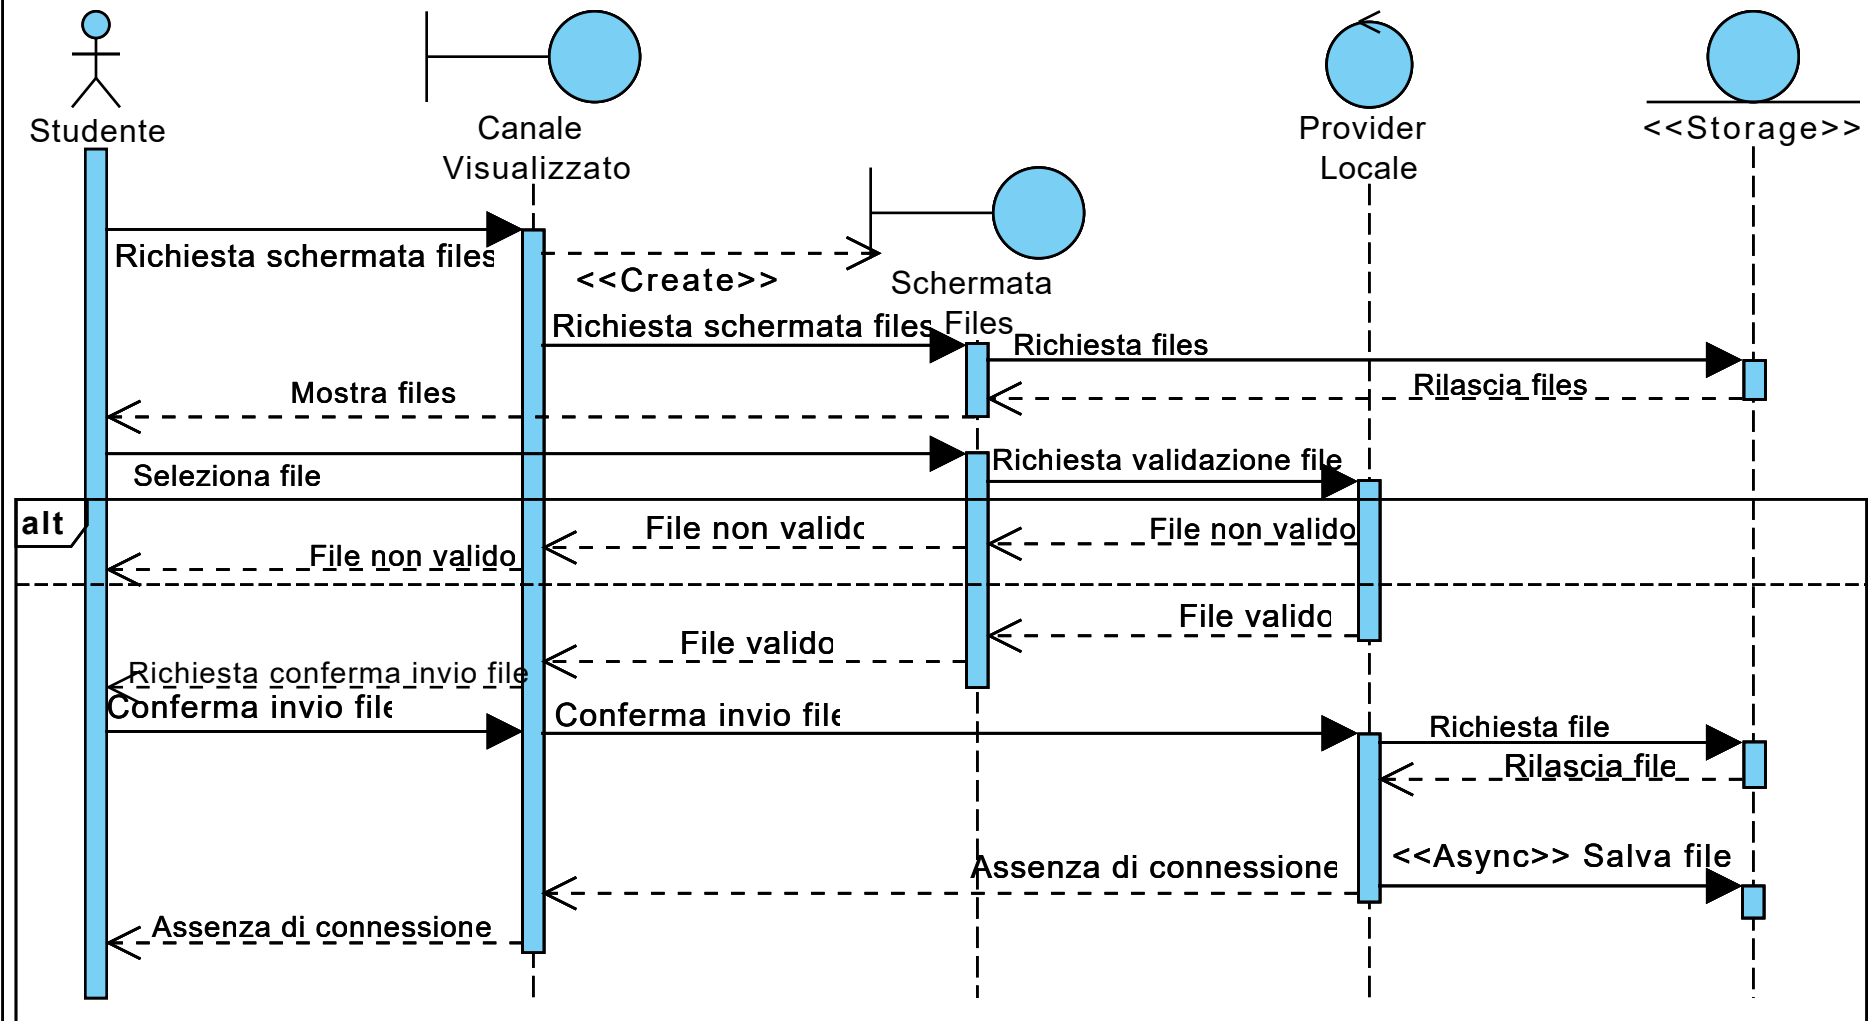 Studente
Canale
Visualizzato
Provider
Locale
<<Storage>>
Richiesta schermata files
<<Create>>
Schermata
Files
Richiesta schermata files
Richiesta files
Mostra files
Rilascia files
Seleziona file
Richiesta validazione file
alt
File non valido
File non valido
File non valido
File valido
File valido
Richiesta conferma invio file
Conferma invio file
Conferma invio file
Richiesta file
Rilascia file
<<Async>> Salva file
Assenza di connessione
Assenza di connessione